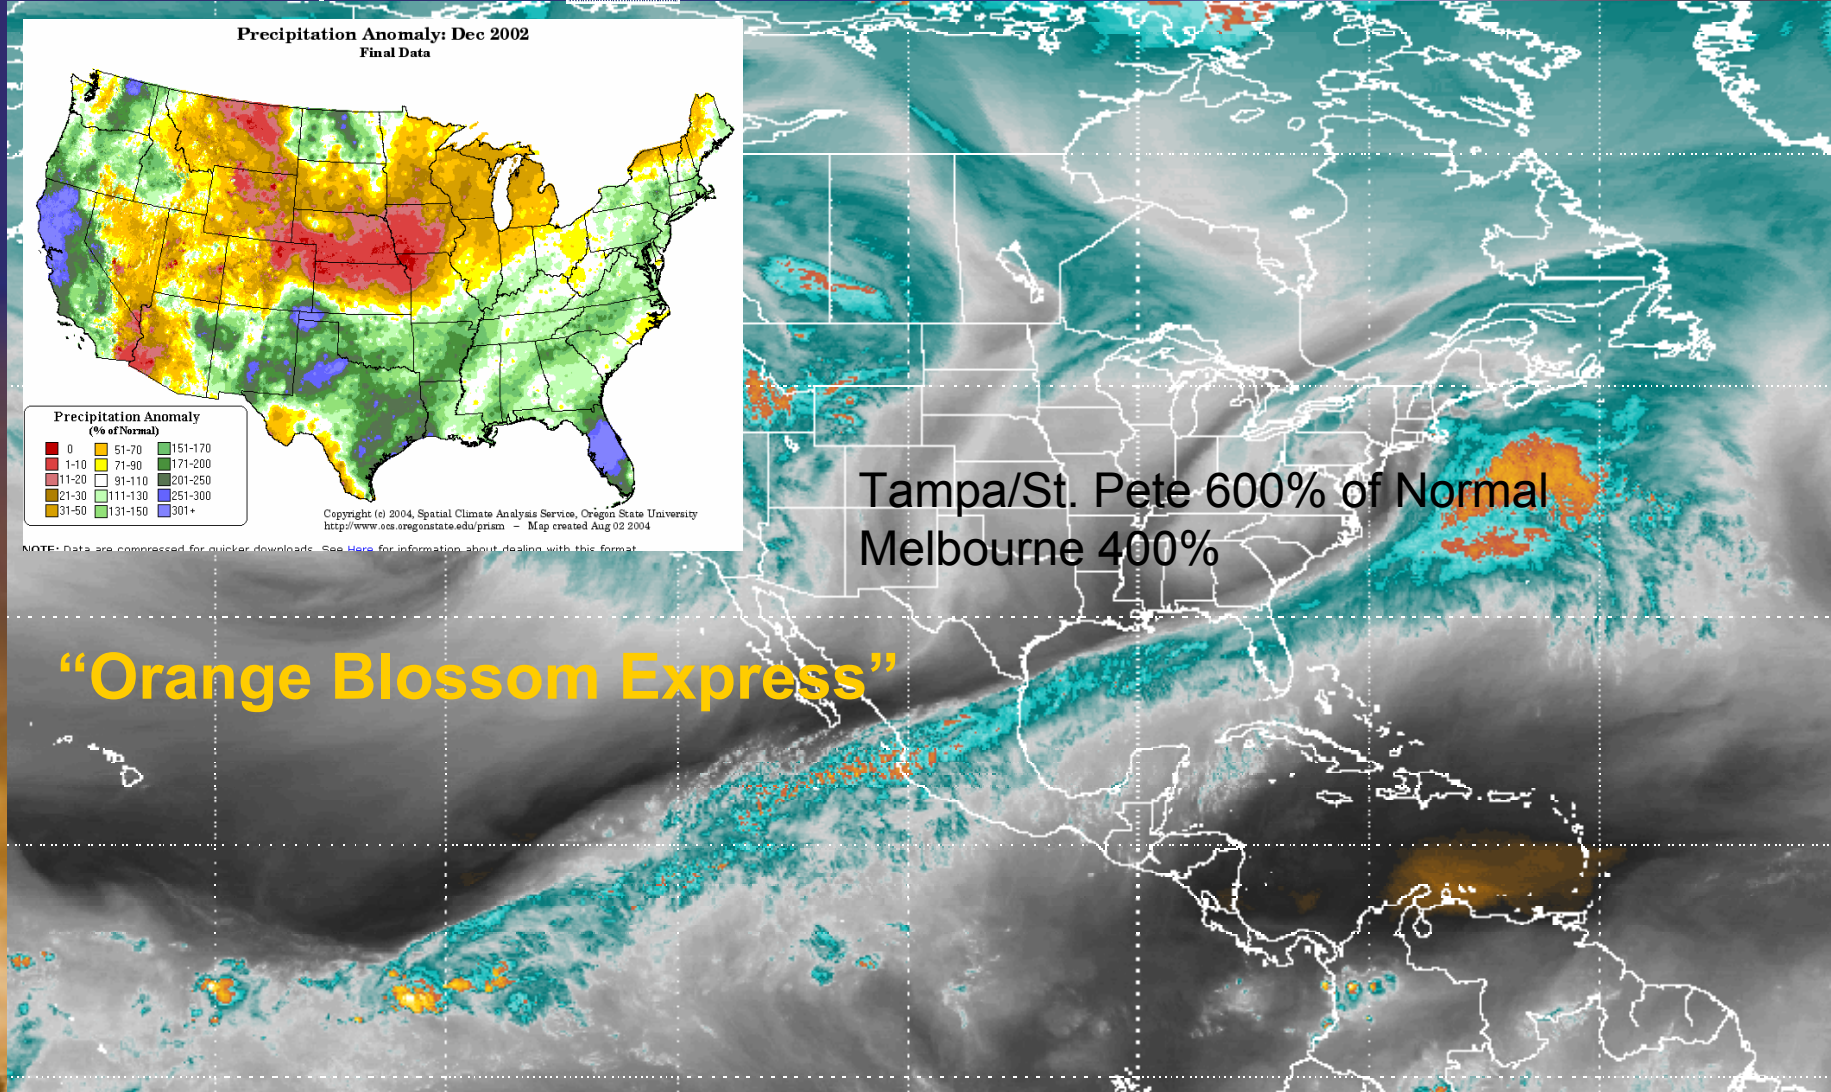 Precipitation Anomaly: Dec 2002
Final Data
Precipitation Anomaly
(% of Normal)
0
1-10
11-20
21-30
31-50
51-70
71-90
91-110
111-130
131-150
151-170
171-200
201-250
251-300
301+
Copyright (c) 2004, Spatial Climate Analysis Service, Oregon State University
http://www.ocs.oregonstate.edu/prism – Map created Aug 02 2004
NOTE: Data are compressed for quicker downloads. See Here for information about dealing with this format.
Tampa/St. Pete 600% of Normal
Melbourne 400%
“Orange Blossom Express”